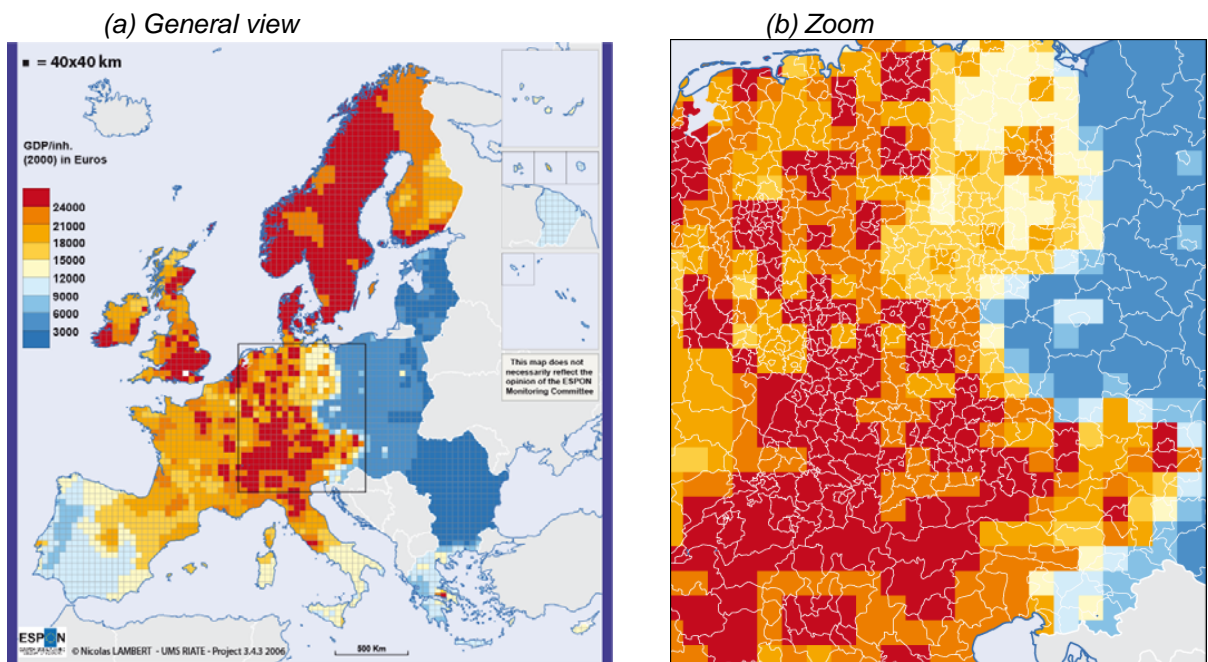 (a) General view
(b) Zoom
■ = 40x40 km
GDP/inh.
(2000) in Euros
24000
21000
18000
15000
12000
9000
6000
3000
This map does not
necessarily reflect the
opinion of the ESPON
Monitoring Committee
ESPON
© Nicolas LAMBERT - UMS RIATE - Project 3.4.3 2006
500 Km